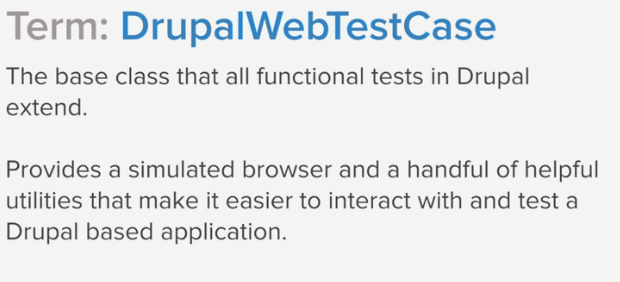 Term: DrupalWebTestCase
The base class that all functional tests in Drupal
extend.
Provides a simulated browser and a handful of helpful
utilities that make it easier to interact with and test a
Drupal based application.